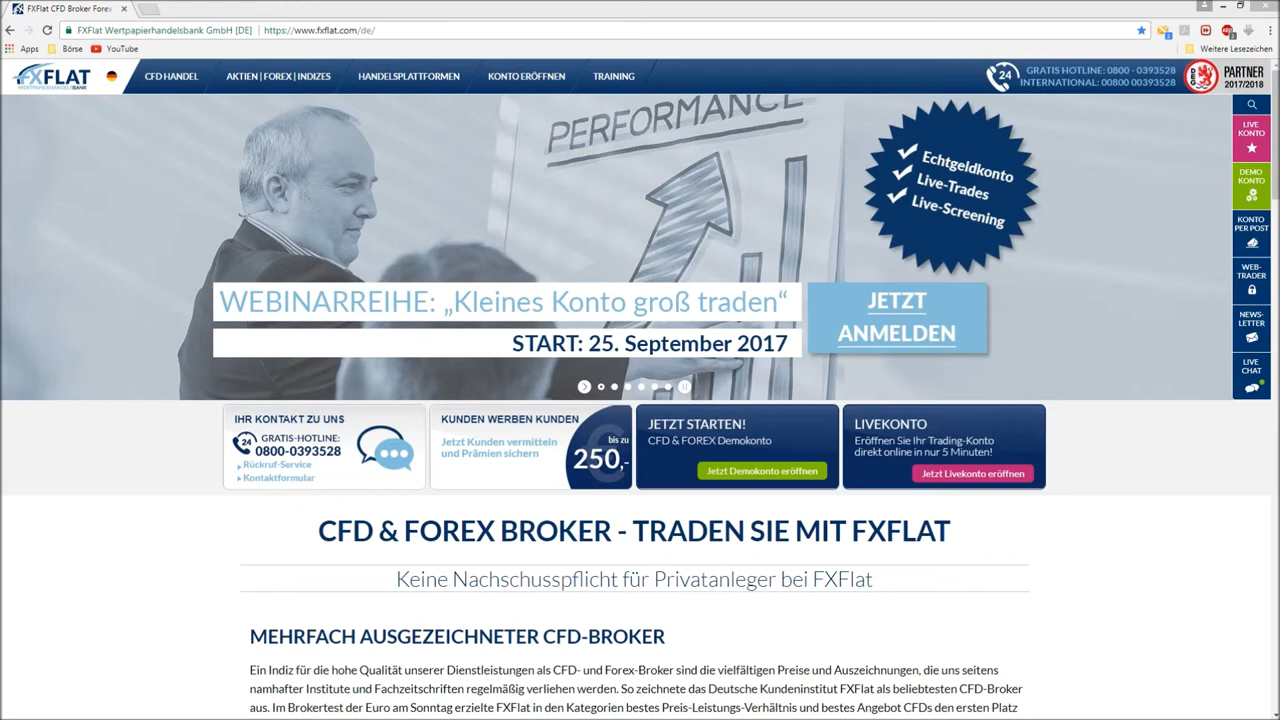 FXFlat CFD Broker Forex
FXFlat Wertpapierhandelsbank GmbH [DE]
https://www.fxflat.com/de/
Apps
Börse
YouTube
Weitere Lesezeichen
FXFLAT
WERTPAPIERHANDELSBANK
CFD HANDEL
AKTIEN | FOREX | INDIZES
HANDELSPLATTFORMEN
KONTO ERÖFFNEN
TRAINING
24
GRATIS HOTLINE: 0800 - 0393528
INTERNATIONAL: 00800 00393528
PARTNER
2017/2018
PERFORMANCE
Echtgeldkonto
Live-Trades
Live-Screening
WEBINARREIHE: „Kleines Konto groß traden“
START: 25. September 2017
JETZT
ANMELDEN
LIVE
KONTO
DEMO
KONTO
KONTO
PER POST
WEB-
TRADER
NEWS-
LETTER
LIVE
CHAT
IHR KONTAKT ZU UNS
24
GRATIS-HOTLINE:
0800-0393528
Rückruf-Service
Kontaktformular
KUNDEN WERBEN KUNDEN
Jetzt Kunden vermitteln
und Prämien sichern
bis zu
250,-
JETZT STARTEN!
CFD & FOREX Demokonto
Jetzt Demokonto eröffnen
LIVEKONTO
Eröffnen Sie Ihr Trading-Konto
direkt online in nur 5 Minuten!
Jetzt Livekonto eröffnen
CFD & FOREX BROKER - TRADEN SIE MIT FXFLAT
Keine Nachschusspflicht für Privatanleger bei FXFlat
MEHRFACH AUSGEZEICHNETER CFD-BROKER
Ein Indiz für die hohe Qualität unserer Dienstleistungen als CFD- und Forex-Broker sind die vielfältigen Preise und Auszeichnungen, die uns seitens
namhafter Institute und Fachzeitschriften regelmäßig verliehen werden. So zeichnete das Deutsche Kundeninstitut FXFlat als beliebtesten CFD-Broker
aus. Im Brokertest der Euro am Sonntag erzielte FXFlat in den Kategorien bestes Preis-Leistungs-Verhältnis und bestes Angebot CFDs den ersten Platz